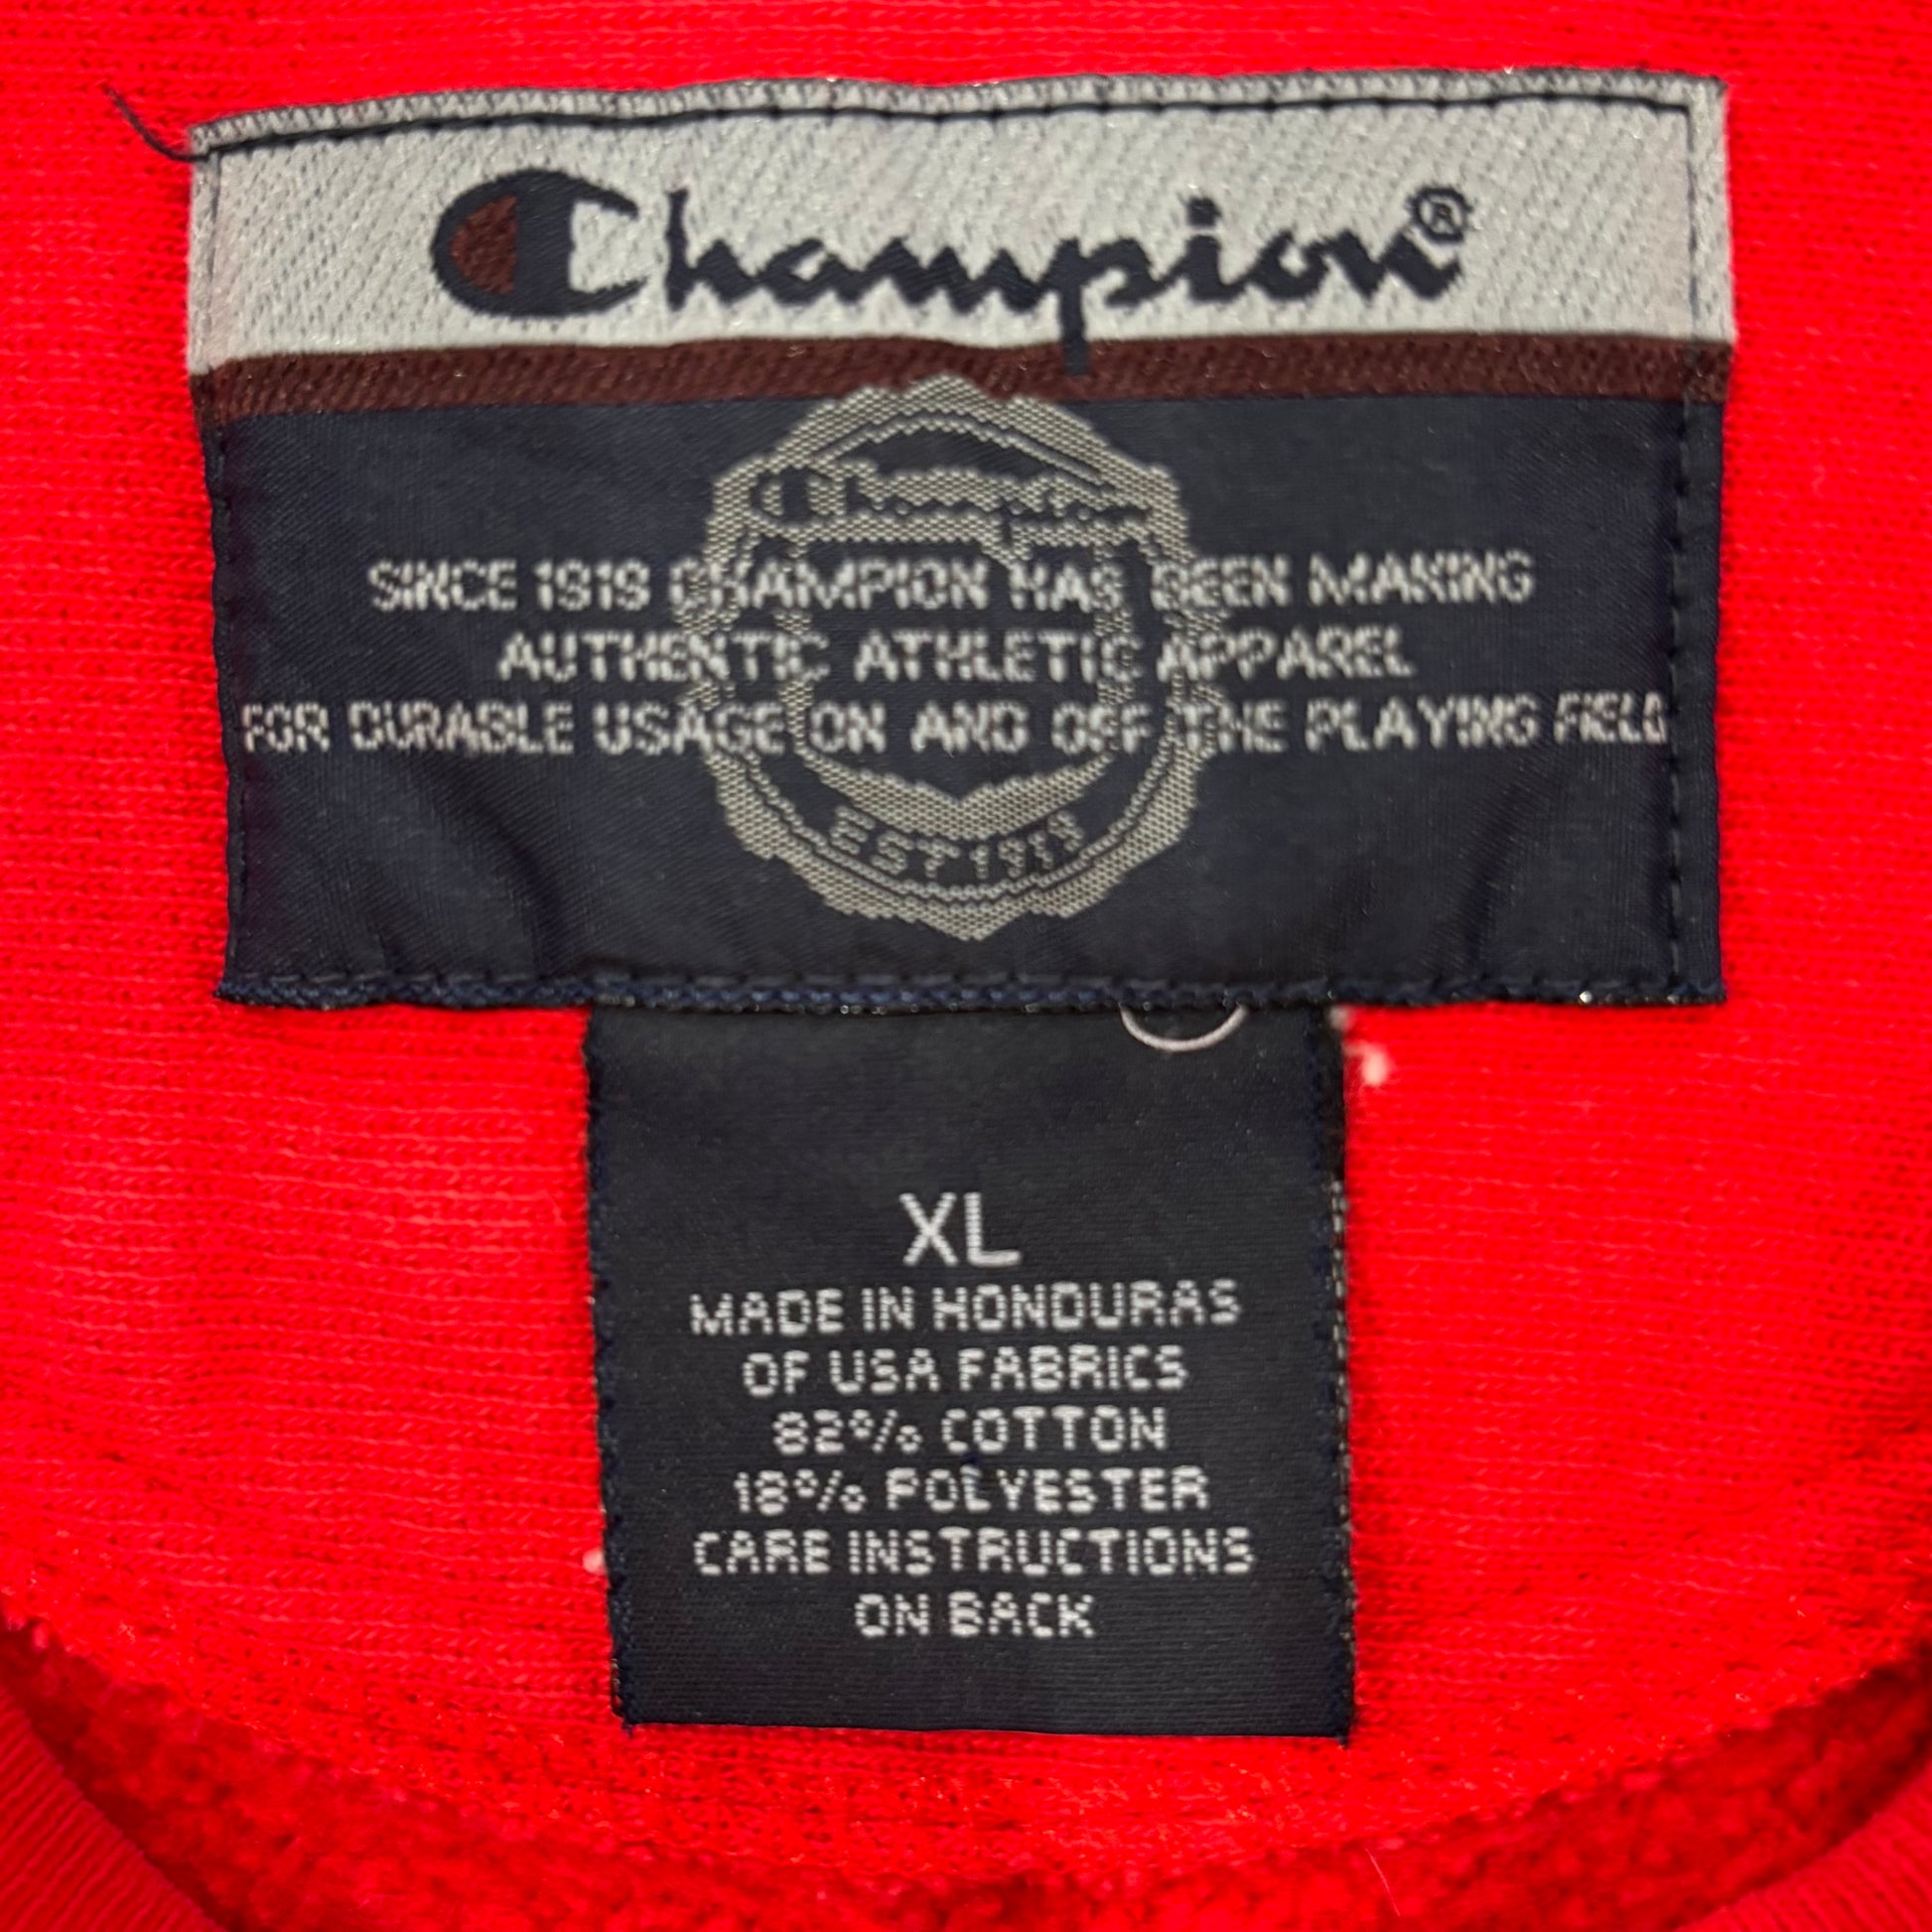 Champion®
Champion
SINCE 1919 CHAMPION HAS BEEN MAKING
AUTHENTIC ATHLETIC APPAREL
FOR DURABLE USAGE ON AND OFF THE PLAYING FIELD
EST 1919
XL
MADE IN HONDURAS
OF USA FABRICS
82% COTTON
18% POLYESTER
CARE INSTRUCTIONS
ON BACK